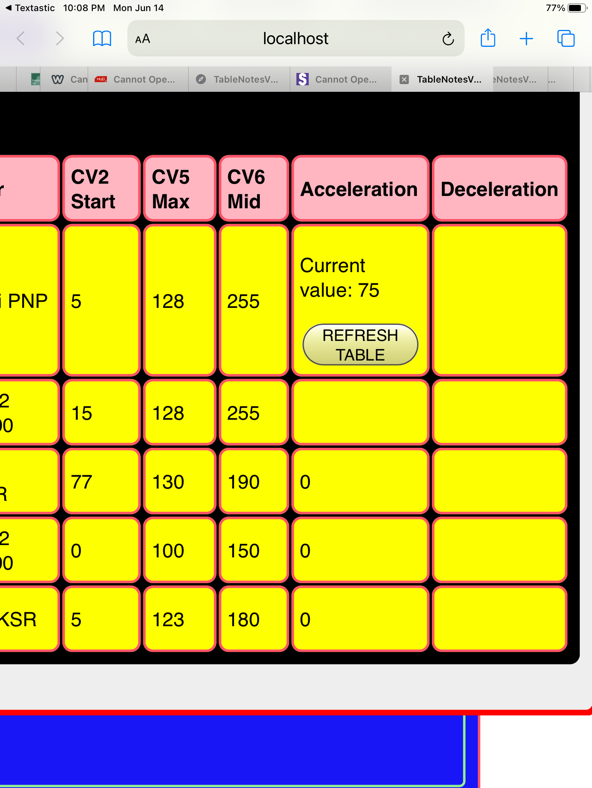 ◀ Textastic 10:08 PM Mon Jun 14 77%
AA localhost
Can Cannot Ope... TableNotesV... Cannot Ope... TableNotesV... eNotesV... ...
r CV2 Start CV5 Max CV6 Mid Acceleration Deceleration
i PNP 5 128 255 Current value: 75
REFRESH TABLE
2 00 15 128 255
R 77 130 190 0
2 00 0 100 150 0
KSR 5 123 180 0